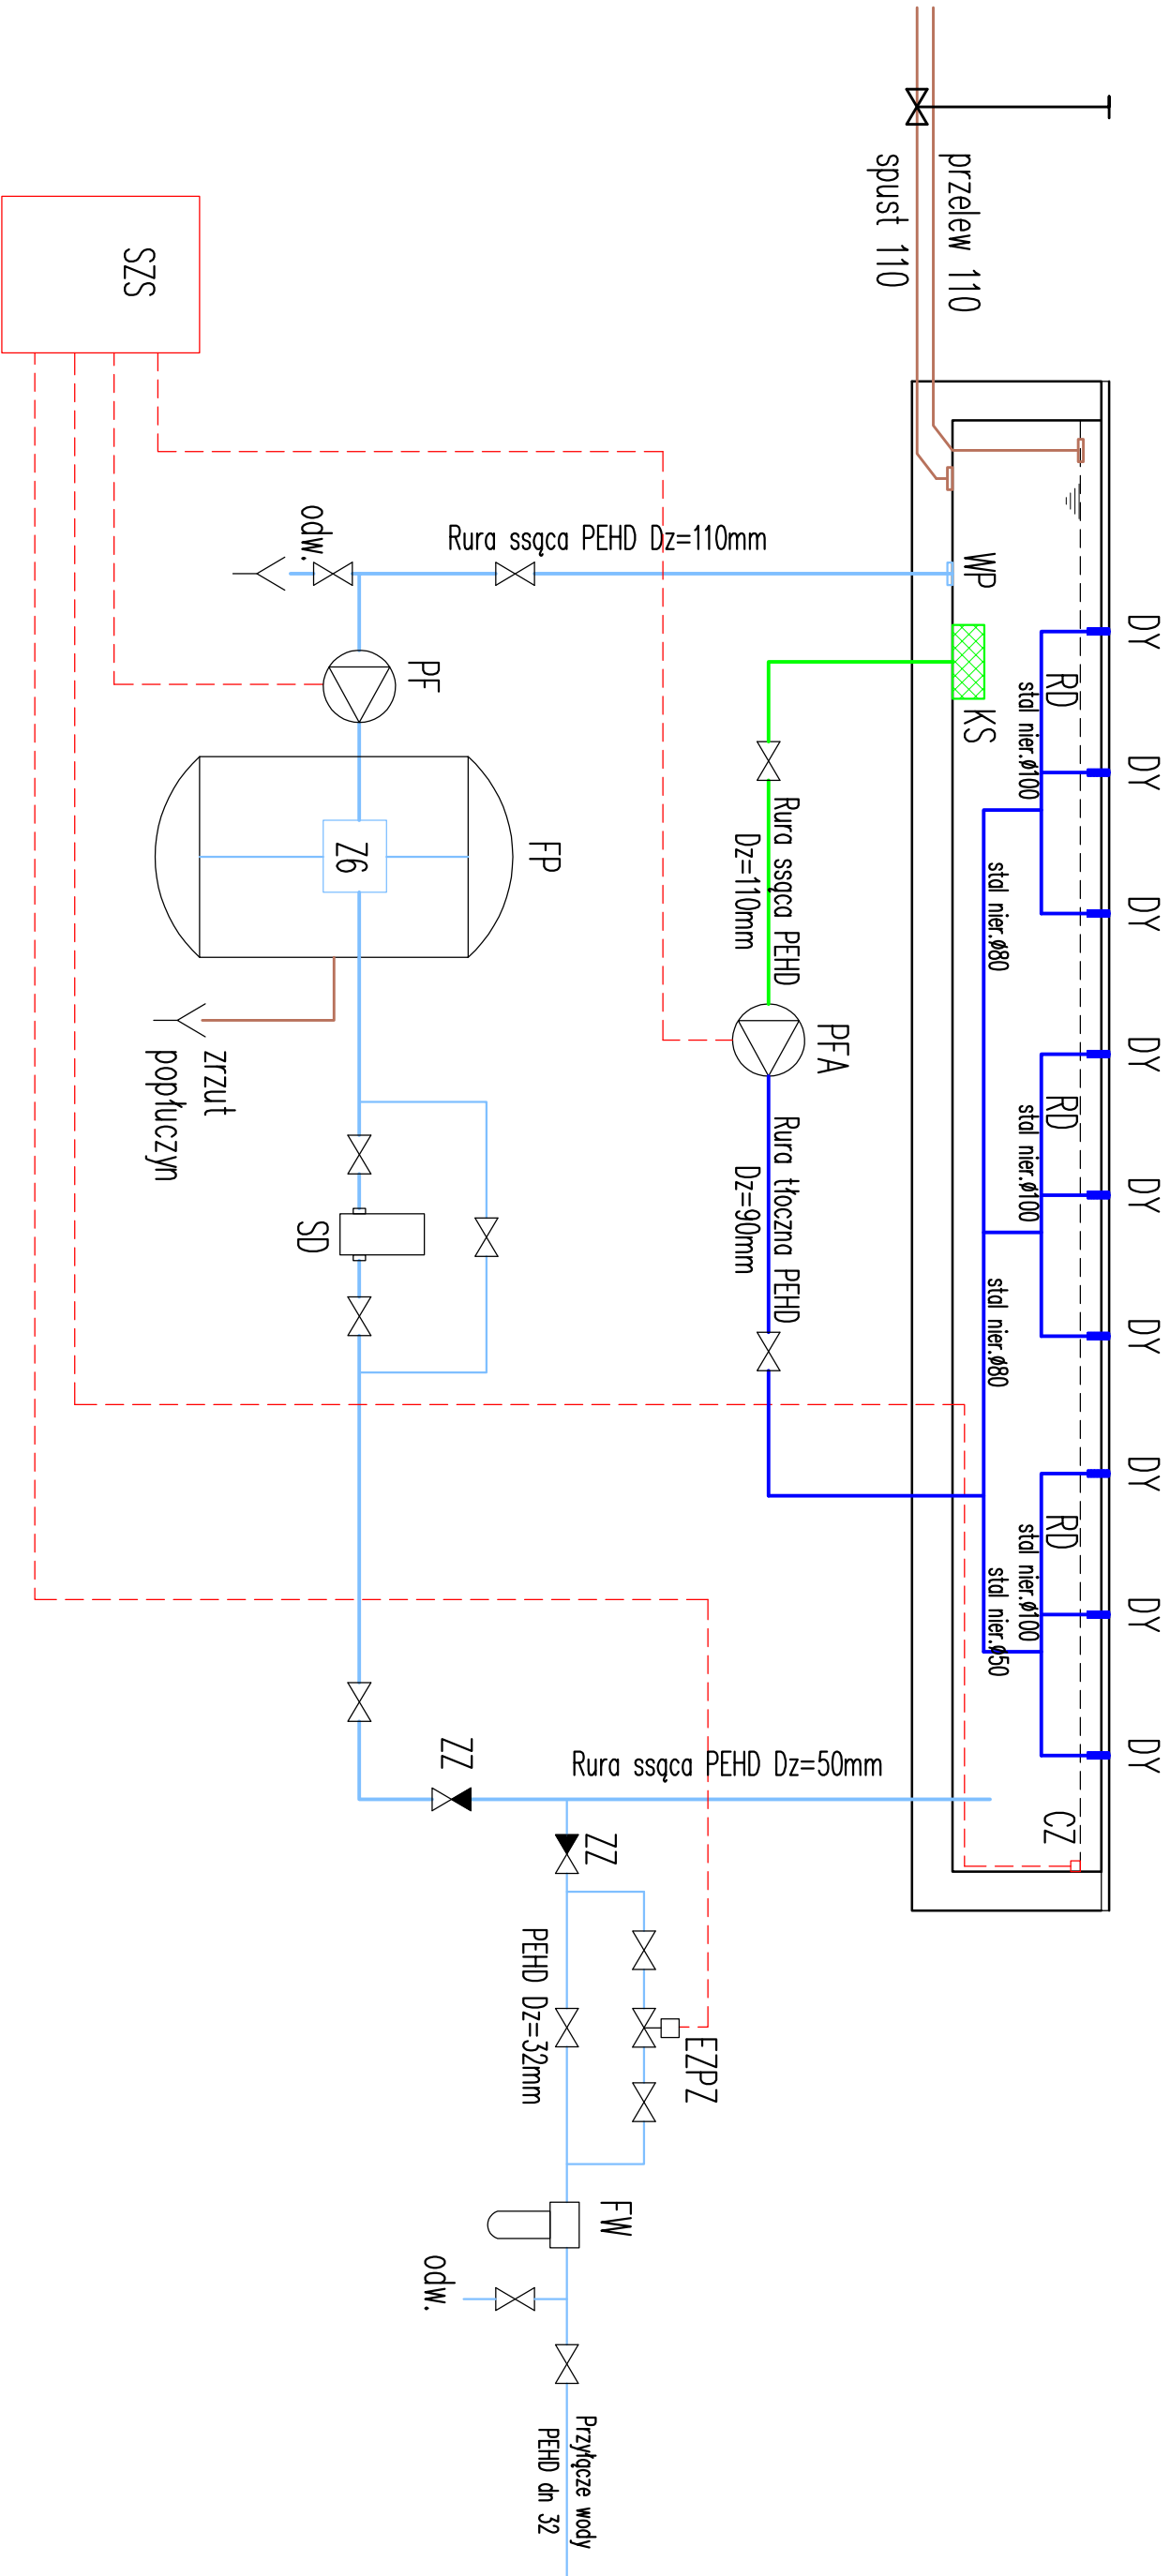 DY
DY
DY
DY
DY
DY
DY
DY
DY
RD
stal nier.ø100
RD
stal nier.ø100
RD
stal nier.ø100
CZ
stal nier.ø80
stal nier.ø80
stal nier.ø50
przelew 110
spust 110
WP
KS
PFA
Rura ssąca PEHD
Dz=110mm
Rura tłoczna PEHD
Dz=90mm
Rura ssąca PEHD Dz=110mm
Rura ssąca PEHD Dz=50mm
EZPZ
ZZ
FW
Przyłącze wody
PEHD dn 32
PEHD Dz=32mm
FP
ZZ
odw.
PF
Z6
odw.
SD
zrzut
popłuczyn
SZS